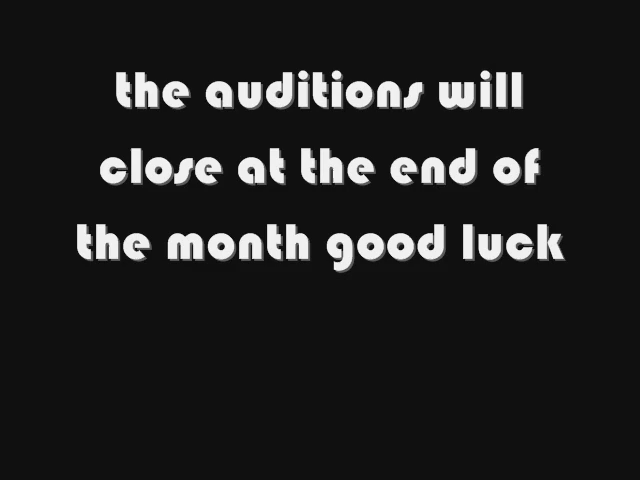 the auditions will
close at the end of
the month good luck